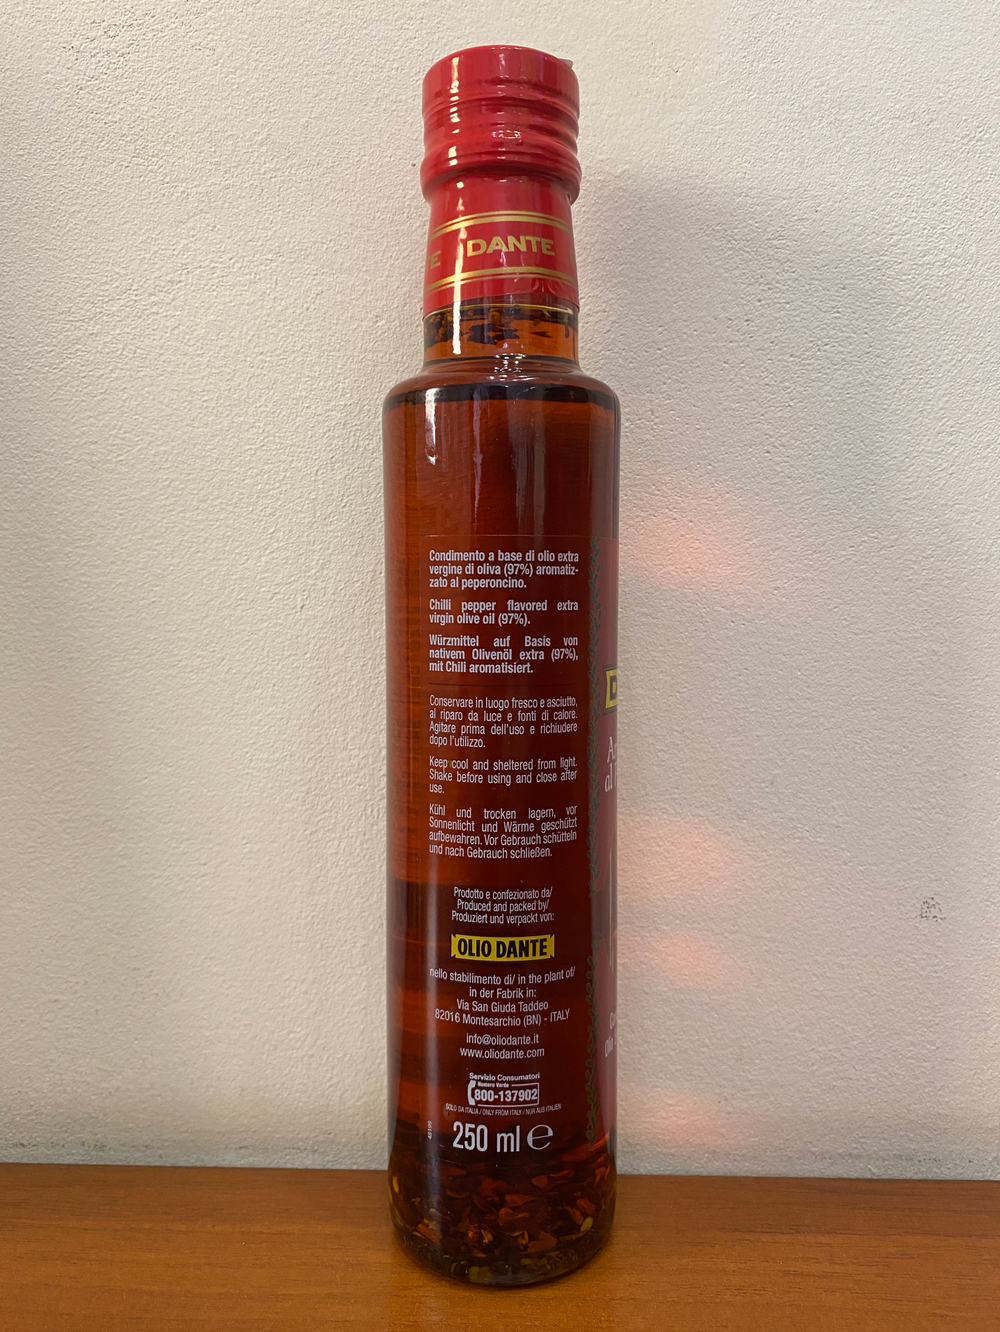 E DANTE
Condimento a base di olio extra
vergine di oliva (97%) aromatiz-
zato al peperoncino.
Chilli pepper flavored extra
virgin olive oil (97%).
Würzmittel auf Basis von
nativem Olivenöl extra (97%),
mit Chili aromatisiert.
Conservare in luogo fresco e asciutto,
al riparo da luce e fonti di calore.
Agitare prima dell'uso e richiudere
dopo l'utilizzo.
Keep cool and sheltered from light.
Shake before using and close after
use.
Kühl und trocken lagern, vor
Sonnenlicht und Wärme geschützt
aufbewahren. Vor Gebrauch schütteln
und nach Gebrauch schließen.
Prodotto e confezionato da/
Produced and packed by/
Produziert und verpackt von:
OLIO DANTE
nello stabilimento di/ in the plant of/
in der Fabrik in:
Via San Giuda Taddeo
82016 Montesarchio (BN) - ITALY
info@oliodante.it
www.oliodante.com
Servizio Consumatori
Numero Verde
800-137902
SOLO DA ITALIA / ONLY FROM ITALY / NUR AUS ITALIEN
250 ml e